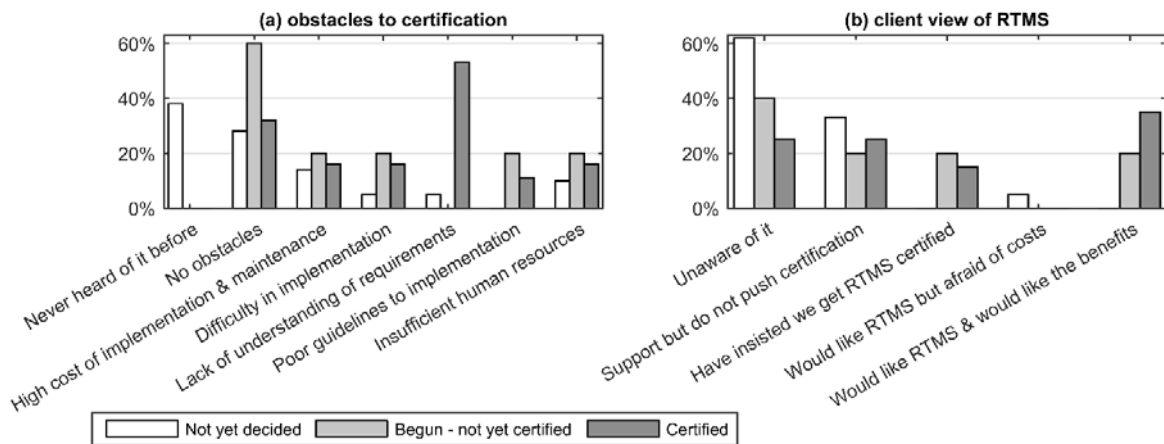 (a) obstacles to certification
60%
40%
20%
0%
Never heard of it before
No obstacles
High cost of implementation & maintenance
Difficulty in implementation
Lack of understanding of requirements
Poor guidelines to implementation
Insufficient human resources
(b) client view of RTMS
60%
40%
20%
0%
Unaware of it
Support but do not push certification
Have insisted we get RTMS certified
Would like RTMS but afraid of costs
Would like RTMS & would like the benefits
Not yet decided Begun - not yet certified Certified